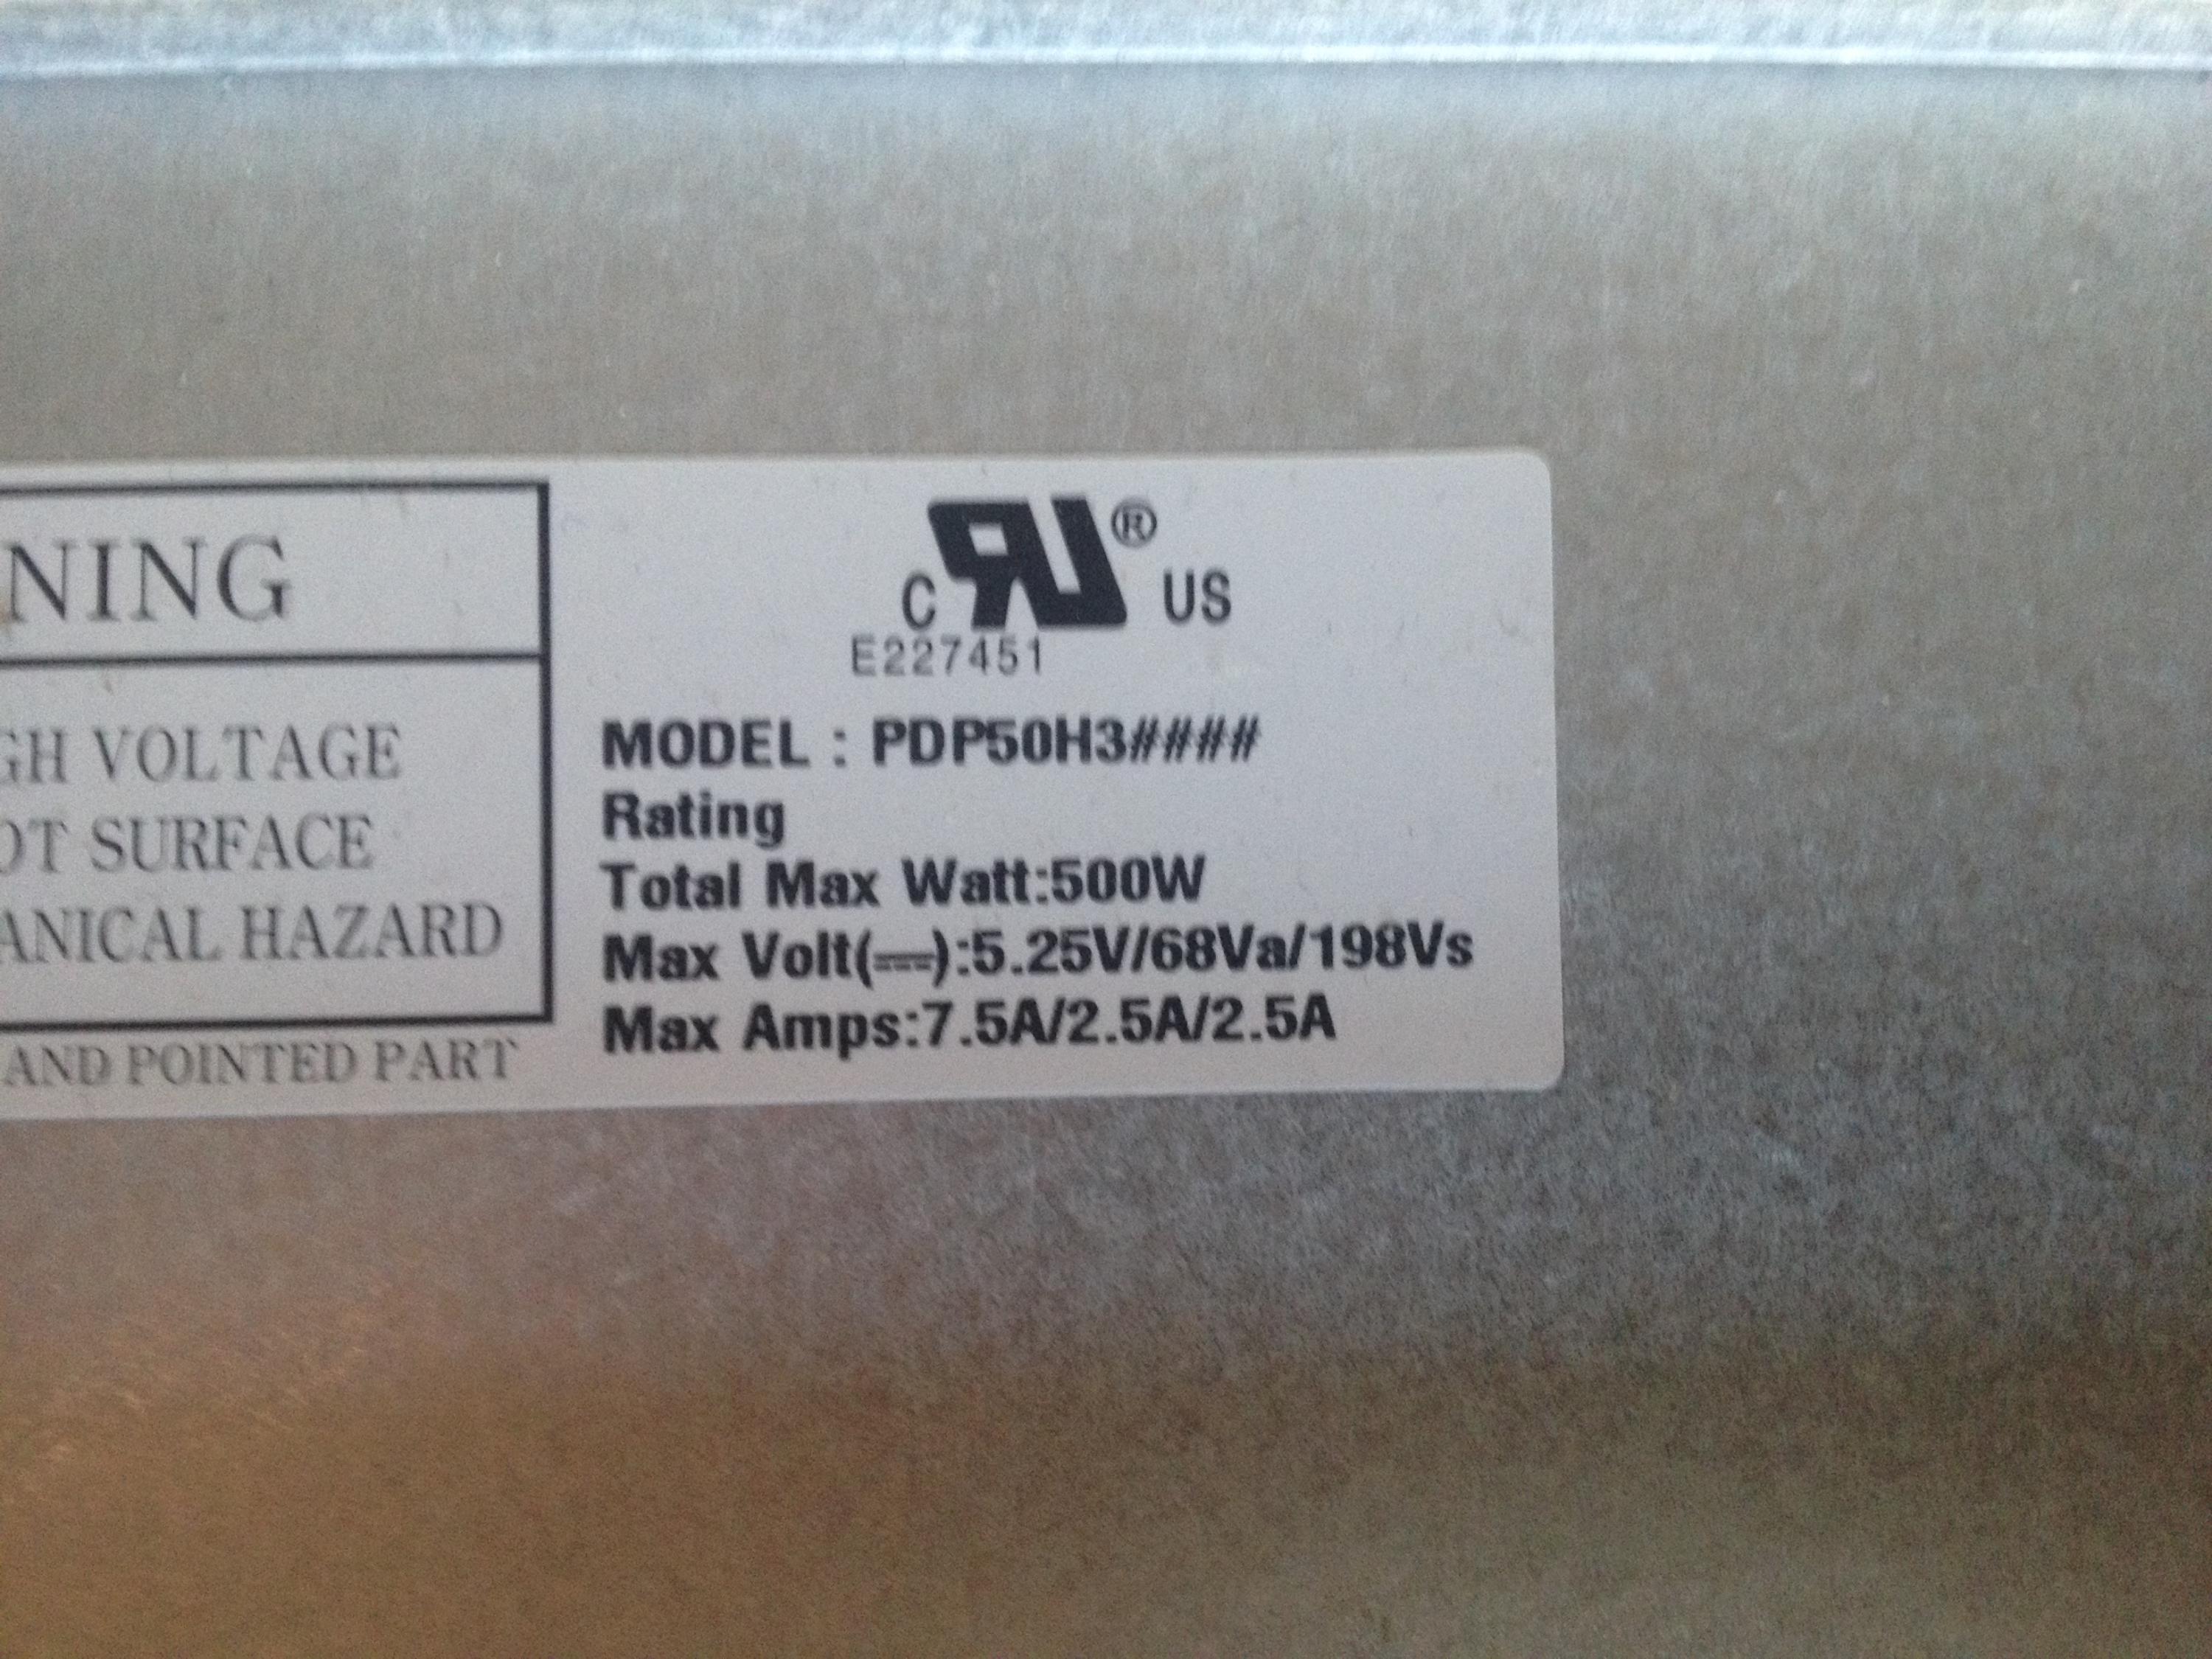 NING
GH VOLTAGE
OT SURFACE
ANICAL HAZARD
AND POINTED PART
C RU ® US
E227451
MODEL : PDP50H3####
Rating
Total Max Watt:500W
Max Volt(⎓):5.25V/68Va/198Vs
Max Amps:7.5A/2.5A/2.5A